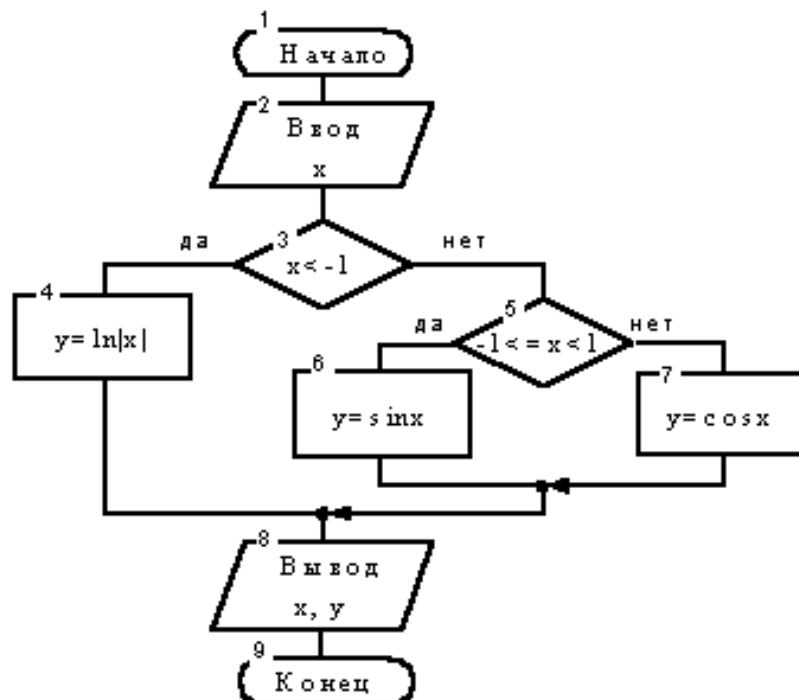 1
Начало
2
Ввод
x
да
3
нет
x< -1
4
y= ln|x|
да
5
нет
-1< = x <1
6
y= sinx
7
y= cosx
8
Вывод
x, y
9
Конец